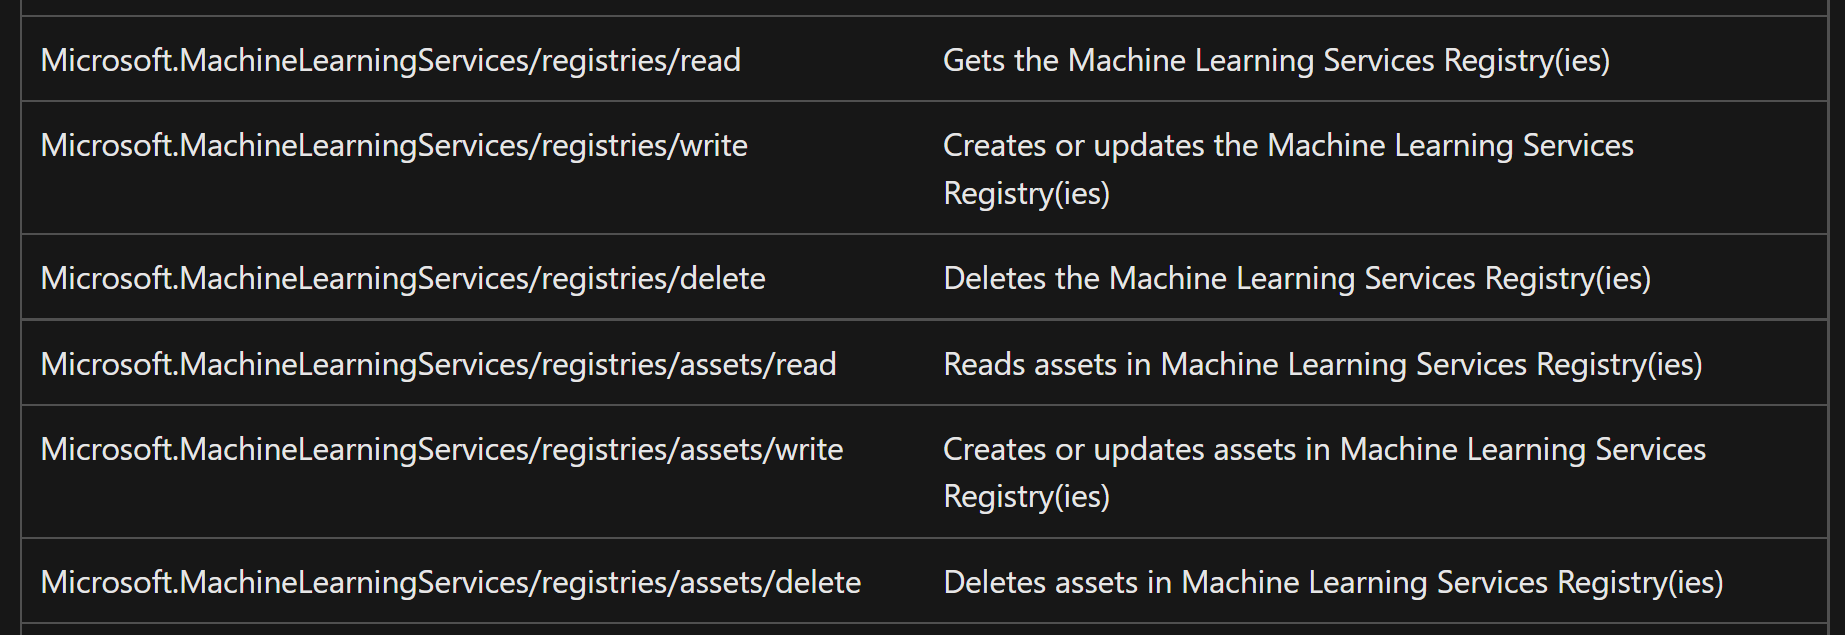 Microsoft.MachineLearningServices/registries/read
Gets the Machine Learning Services Registry(ies)
Microsoft.MachineLearningServices/registries/write
Creates or updates the Machine Learning Services
Registry(ies)
Microsoft.MachineLearningServices/registries/delete
Deletes the Machine Learning Services Registry(ies)
Microsoft.MachineLearningServices/registries/assets/read
Reads assets in Machine Learning Services Registry(ies)
Microsoft.MachineLearningServices/registries/assets/write
Creates or updates assets in Machine Learning Services
Registry(ies)
Microsoft.MachineLearningServices/registries/assets/delete
Deletes assets in Machine Learning Services Registry(ies)